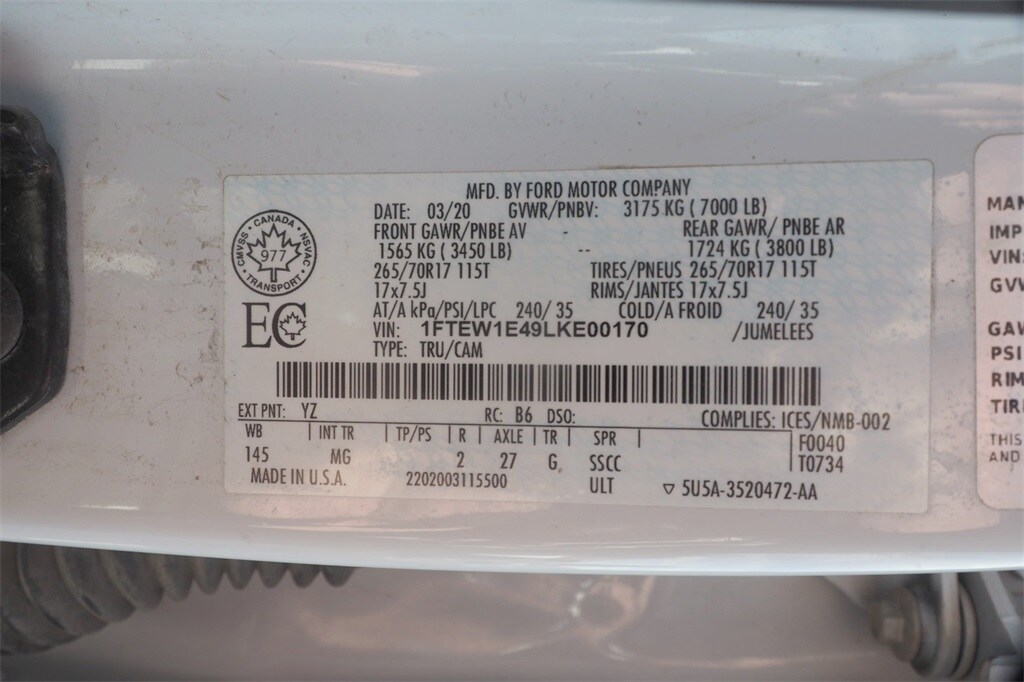 MFD. BY FORD MOTOR COMPANY
DATE: 03/20 GVWR/PNBV: 3175 KG ( 7000 LB)
FRONT GAWR/PNBE AV REAR GAWR/ PNBE AR
1565 KG ( 3450 LB) -- 1724 KG ( 3800 LB)
265/70R17 115T TIRES/PNEUS 265/70R17 115T
17x7.5J RIMS/JANTES 17x7.5J
AT/A kPa/PSI/LPC 240/ 35 COLD/A FROID 240/ 35
VIN: 1FTEW1E49LKE00170 /JUMELEES
TYPE: TRU/CAM
CMVSS · CANADA · NSVAC
977
· TRANSPORT ·
EC
EXT PNT: YZ RC: B6 DSO: COMPLIES: ICES/NMB-002
WB | INT TR | TP/PS | R | AXLE | TR | SPR | F0040
145 MG 2 27 G SSCC T0734
MADE IN U.S.A. 2202003115500 ULT ▽ 5U5A-3520472-AA
MAN
IMP
VIN:
GVW
GAW
PSI
RIM
TIRE
THIS
AND